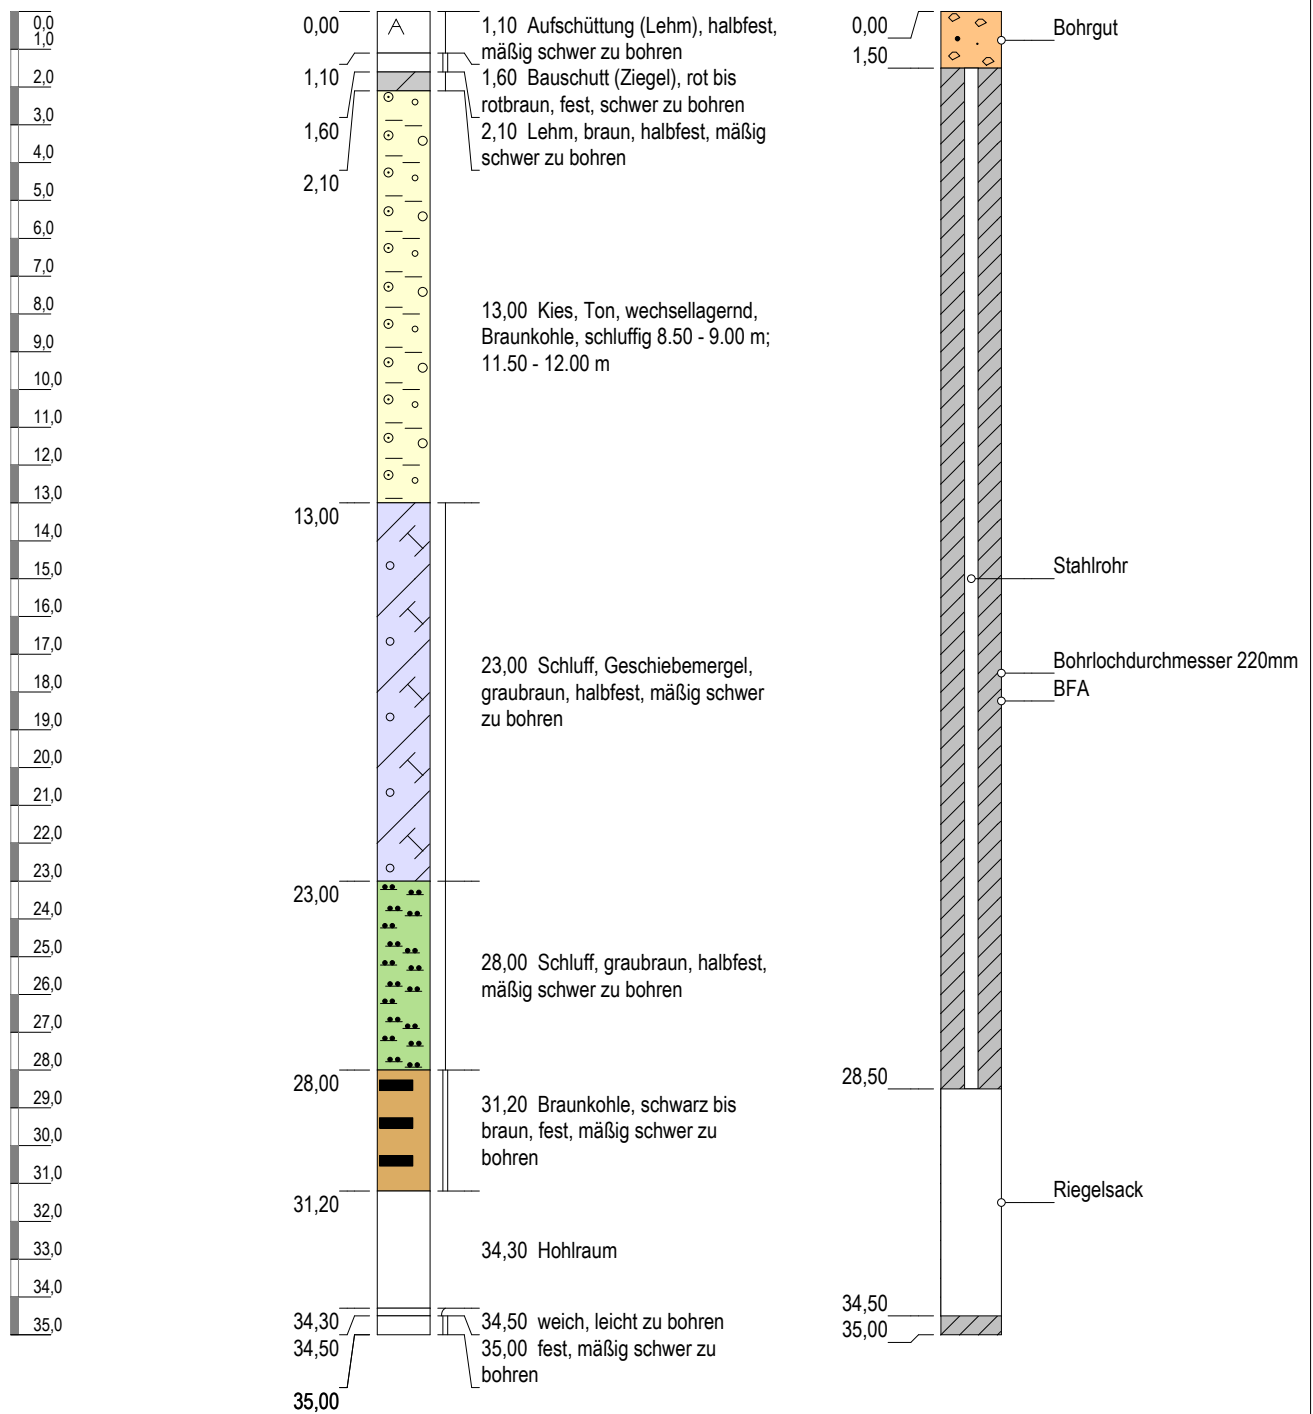 0,0
1,0
2,0
3,0
4,0
5,0
6,0
7,0
8,0
9,0
10,0
11,0
12,0
13,0
14,0
15,0
16,0
17,0
18,0
19,0
20,0
21,0
22,0
23,0
24,0
25,0
26,0
27,0
28,0
29,0
30,0
31,0
32,0
33,0
34,0
35,0
0,00
1,10
1,60
2,10
13,00
23,00
28,00
31,20
34,30
34,50
35,00
A
1,10 Aufschüttung (Lehm), halbfest,
mäßig schwer zu bohren
1,60 Bauschutt (Ziegel), rot bis
rotbraun, fest, schwer zu bohren
2,10 Lehm, braun, halbfest, mäßig
schwer zu bohren
13,00 Kies, Ton, wechsellagernd,
Braunkohle, schluffig 8.50 - 9.00 m;
11.50 - 12.00 m
23,00 Schluff, Geschiebemergel,
graubraun, halbfest, mäßig schwer
zu bohren
28,00 Schluff, graubraun, halbfest,
mäßig schwer zu bohren
31,20 Braunkohle, schwarz bis
braun, fest, mäßig schwer zu
bohren
34,30 Hohlraum
34,50 weich, leicht zu bohren
35,00 fest, mäßig schwer zu
bohren
0,00
1,50
28,50
34,50
35,00
Bohrgut
Stahlrohr
Bohrlochdurchmesser 220mm
BFA
Riegelsack